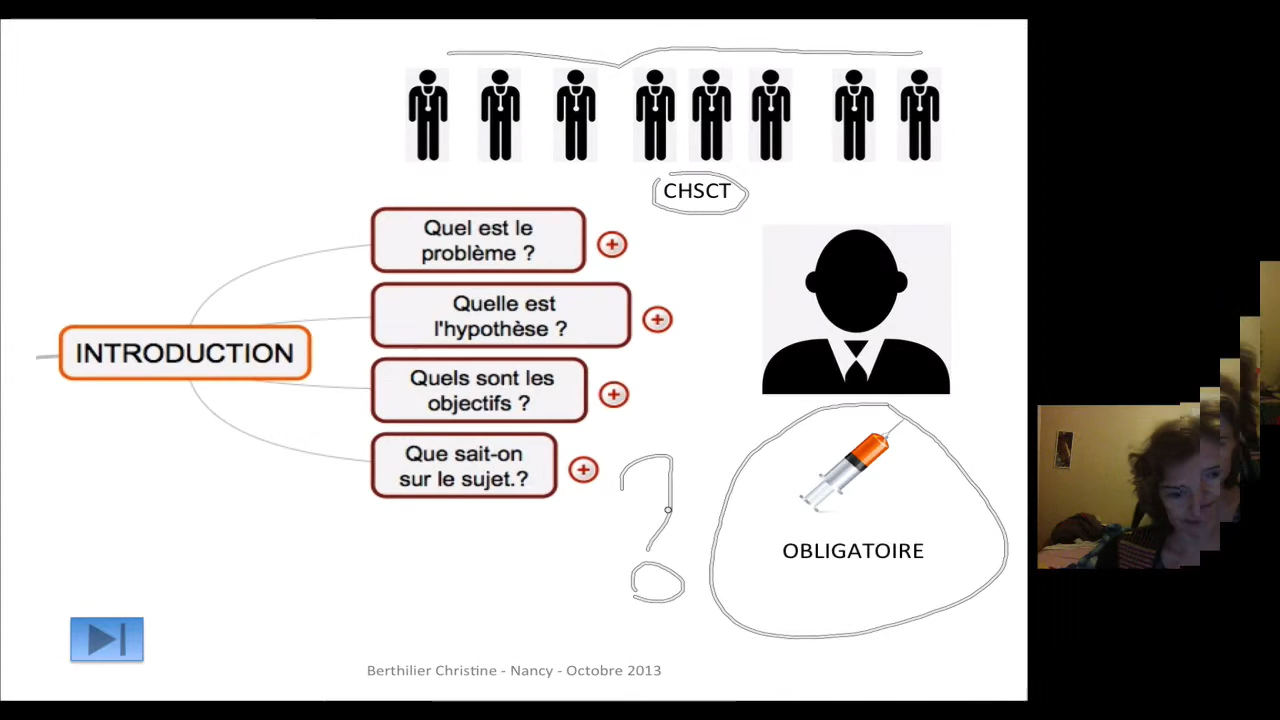 CHSCT
Quel est le
problème ?
Quelle est
l'hypothèse ?
INTRODUCTION
Quels sont les
objectifs ?
Que sait-on
sur le sujet.?
?
OBLIGATOIRE
Berthilier Christine - Nancy - Octobre 2013